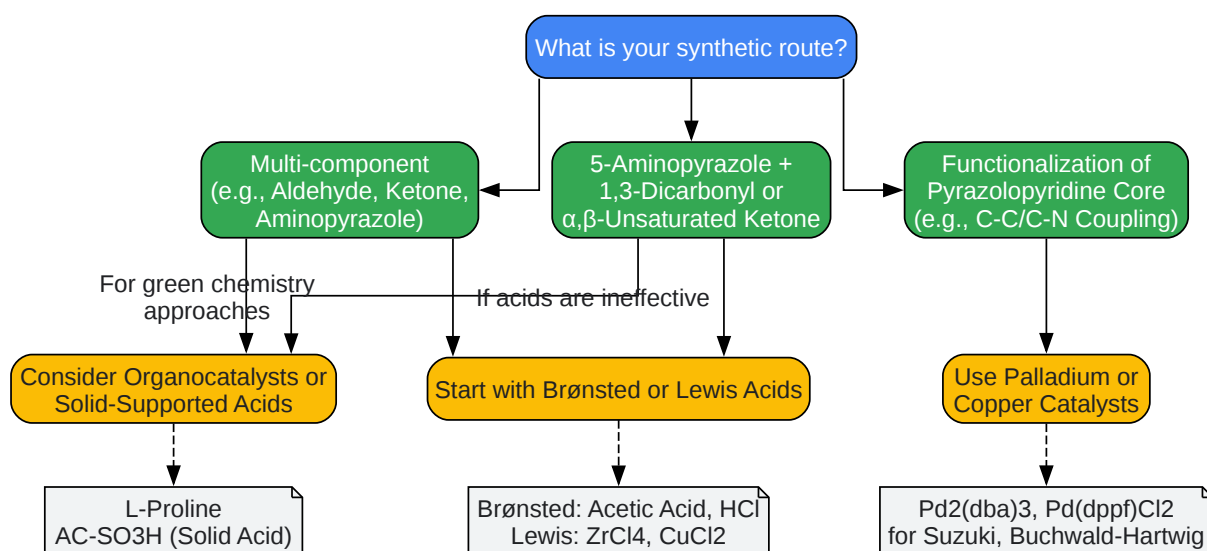 What is your synthetic route?
Multi-component
(e.g., Aldehyde, Ketone,
Aminopyrazole)
5-Aminopyrazole +
1,3-Dicarbonyl or
α,β-Unsaturated Ketone
Functionalization of
Pyrazolopyridine Core
(e.g., C-C/C-N Coupling)
For green chemistry
approaches
If acids are ineffective
Consider Organocatalysts or
Solid-Supported Acids
Start with Brønsted or Lewis Acids
Use Palladium or
Copper Catalysts
L-Proline
AC-SO3H (Solid Acid)
Brønsted: Acetic Acid, HCl
Lewis: ZrCl4, CuCl2
Pd2(dba)3, Pd(dppf)Cl2
for Suzuki, Buchwald-Hartwig